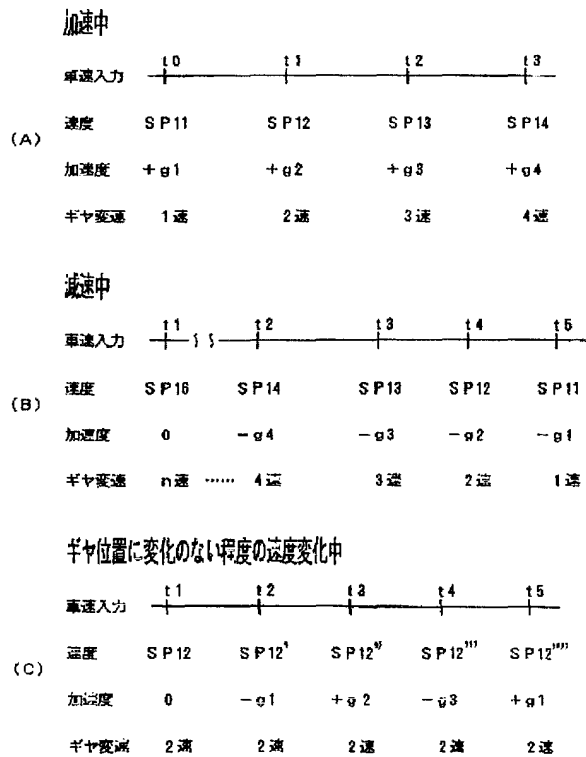 加速中
t0 t1 t2 t3
車速入力
(A)
速度 SP11 SP12 SP13 SP14
加速度 +g1 +g2 +g3 +g4
ギヤ変速 1速 2速 3速 4速
減速中
t1 t2 t3 t4 t5
車速入力
(B)
速度 SP16 SP14 SP13 SP12 SP11
加速度 0 -g4 -g3 -g2 -g1
ギヤ変速 n速 …… 4速 3速 2速 1速
ギヤ位置に変化のない程度の速度変化中
t1 t2 t3 t4 t5
車速入力
(C)
速度 SP12 SP12' SP12'' SP12''' SP12''''
加速度 0 -g1 +g2 -g3 +g1
ギヤ変速 2速 2速 2速 2速 2速